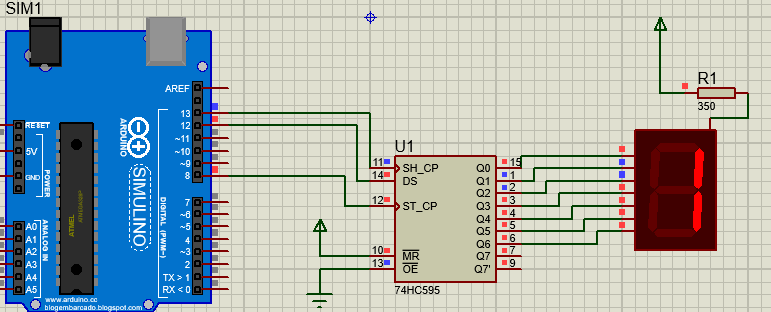 SIM1
AREF
RESET
5V
POWER
GND
13
12
~11
~10
~9
8
7
~6
~5
4
~3
2
TX > 1
RX < 0
ARDUINO
SIMULINO
DIGITAL (PWM~)
ATMEL
ANALOG IN
A0
A1
A2
A3
A4
A5
www.arduino.cc
blogembarcado.blogspot.com
U1
11
14
12
10
13
SH_CP
DS
ST_CP
MR
OE
Q0
Q1
Q2
Q3
Q4
Q5
Q6
Q7
Q7'
15
1
2
3
4
5
6
7
9
74HC595
R1
350
1